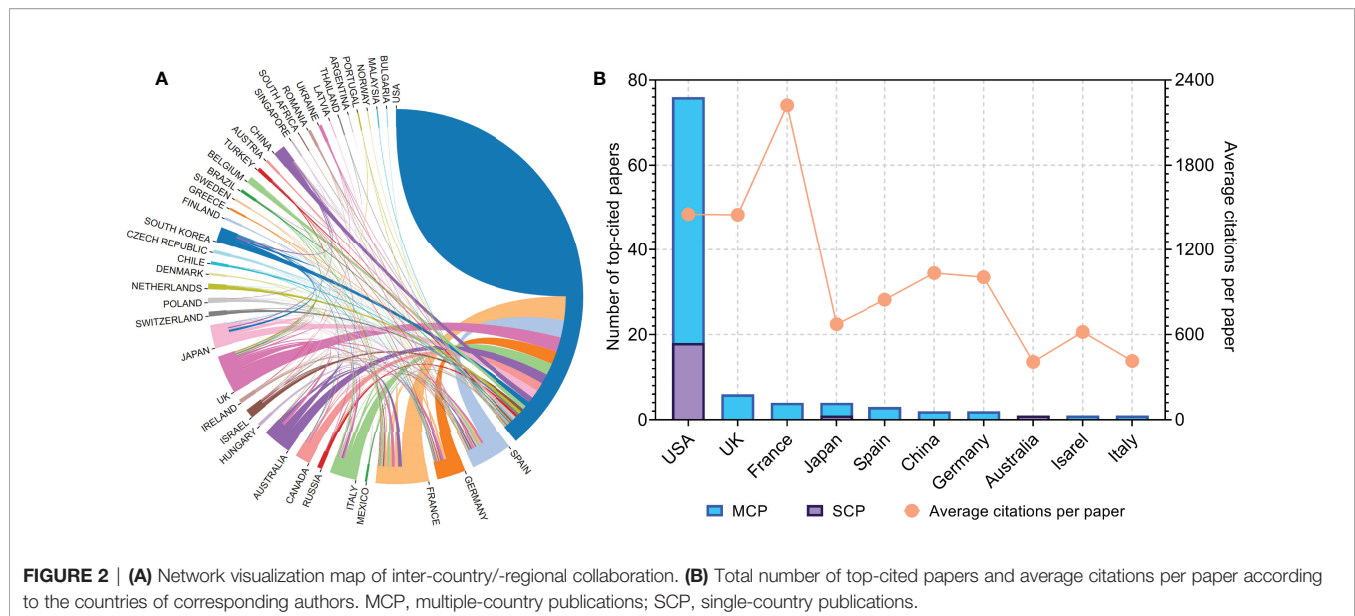 A
USA
BULGARIA
MALAYSIA
NORWAY
PORTUGAL
ARGENTINA
THAILAND
LATVIA
UKRAINE
ROMANIA
SOUTH AFRICA
SINGAPORE
CHINA
AUSTRIA
TURKEY
BELGIUM
BRAZIL
SWEDEN
GREECE
FINLAND
SOUTH KOREA
CZECH REPUBLIC
CHILE
DENMARK
NETHERLANDS
POLAND
SWITZERLAND
JAPAN
UK
IRELAND
ISRAEL
HUNGARY
AUSTRALIA
CANADA
RUSSIA
ITALY
MEXICO
FRANCE
GERMANY
SPAIN
B
Number of top-cited papers
80
60
40
20
0
2400
1800
1200
600
0
Average citations per paper
USA
UK
France
Japan
Spain
China
Germany
Australia
Isarel
Italy
MCP
SCP
Average citations per paper
FIGURE 2 | (A) Network visualization map of inter-country/-regional collaboration. (B) Total number of top-cited papers and average citations per paper according
to the countries of corresponding authors. MCP, multiple-country publications; SCP, single-country publications.